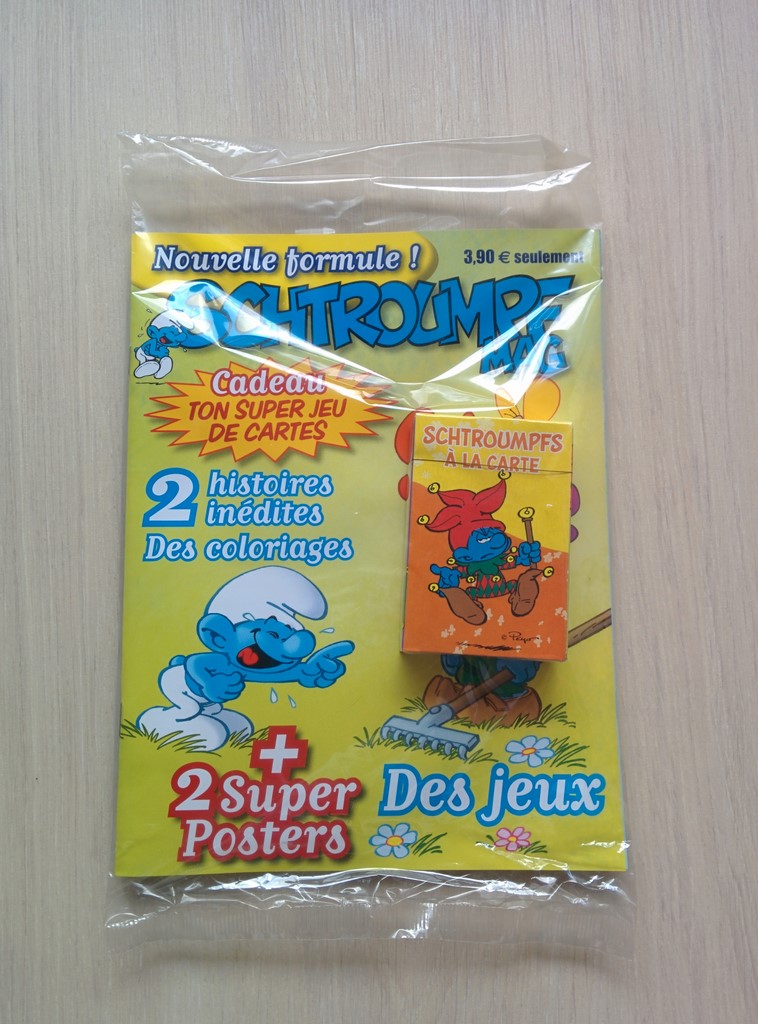 Nouvelle formule !
3,90 € seulement
SCHTROUMPF
MAG
Cadeau
TON SUPER JEU
DE CARTES
SCHTROUMPFS
À LA CARTE
2 histoires
inédites
Des coloriages
© Peyo
+
2 Super
Posters
Des jeux